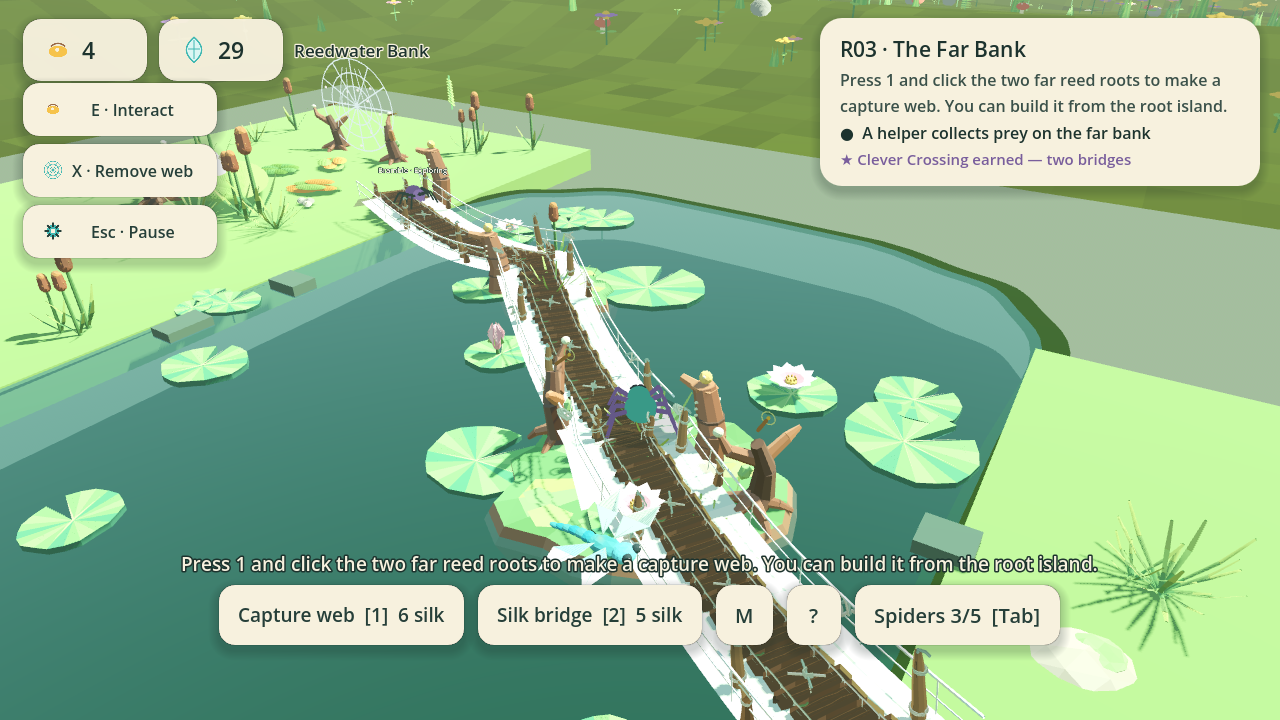 4
29
Reedwater Bank
E · Interact
X · Remove web
Esc · Pause
R03 · The Far Bank
Press 1 and click the two far reed roots to make a
capture web. You can build it from the root island.
● A helper collects prey on the far bank
★ Clever Crossing earned — two bridges
Press 1 and click the two far reed roots to make a capture web. You can build it from the root island.
Capture web [1] 6 silk
Silk bridge [2] 5 silk
M
?
Spiders 3/5 [Tab]